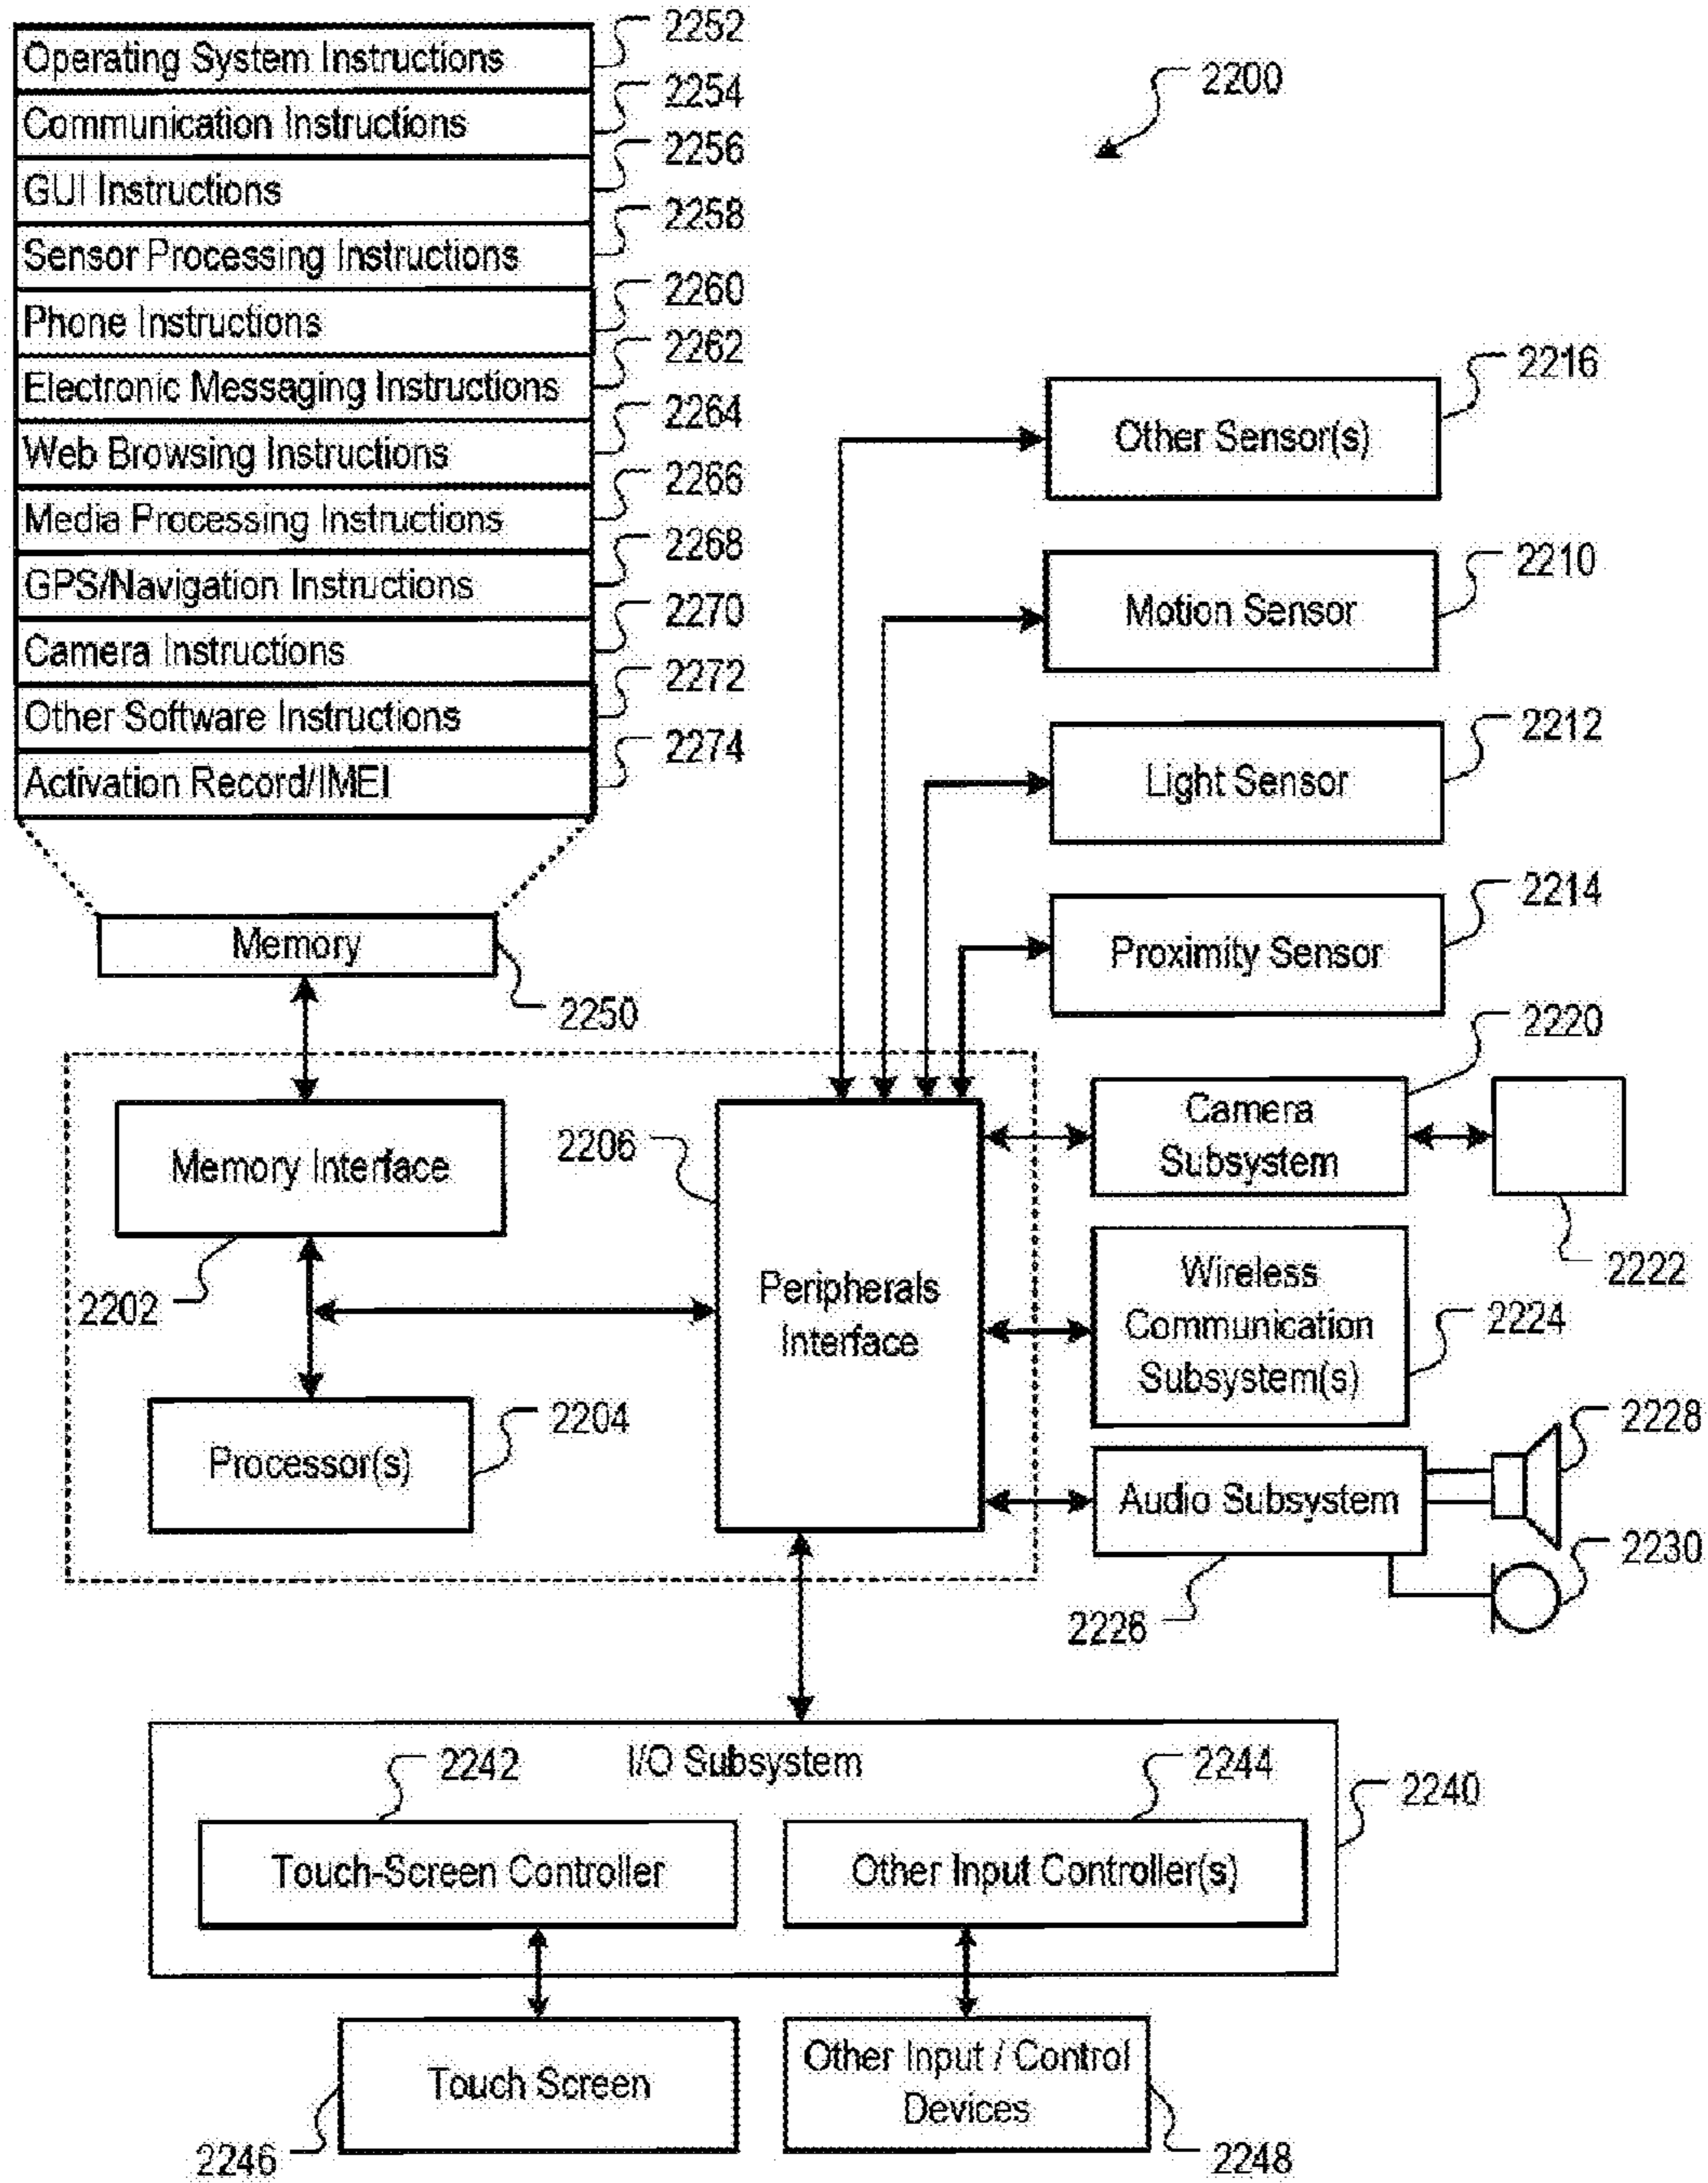 2252
Operating System Instructions
2254
Communication Instructions
2256
GUI Instructions
2258
Sensor Processing Instructions
2260
Phone Instructions
2262
Electronic Messaging Instructions
2264
Web Browsing Instructions
2266
Media Processing Instructions
2268
GPS/Navigation Instructions
2270
Camera Instructions
2272
Other Software Instructions
2274
Activation Record/IMEI
Memory
2250
2200
2216
Other Sensor(s)
2210
Motion Sensor
2212
Light Sensor
2214
Proximity Sensor
2220
Camera
Subsystem
2222
Memory Interface
2202
2206
Peripherals
Interface
Wireless
Communication
Subsystem(s)
2224
Processor(s)
2204
Audio Subsystem
2226
2228
2230
I/O Subsystem
2242
2244
2240
Touch-Screen Controller
Other Input Controller(s)
Touch Screen
2246
Other Input / Control
Devices
2248